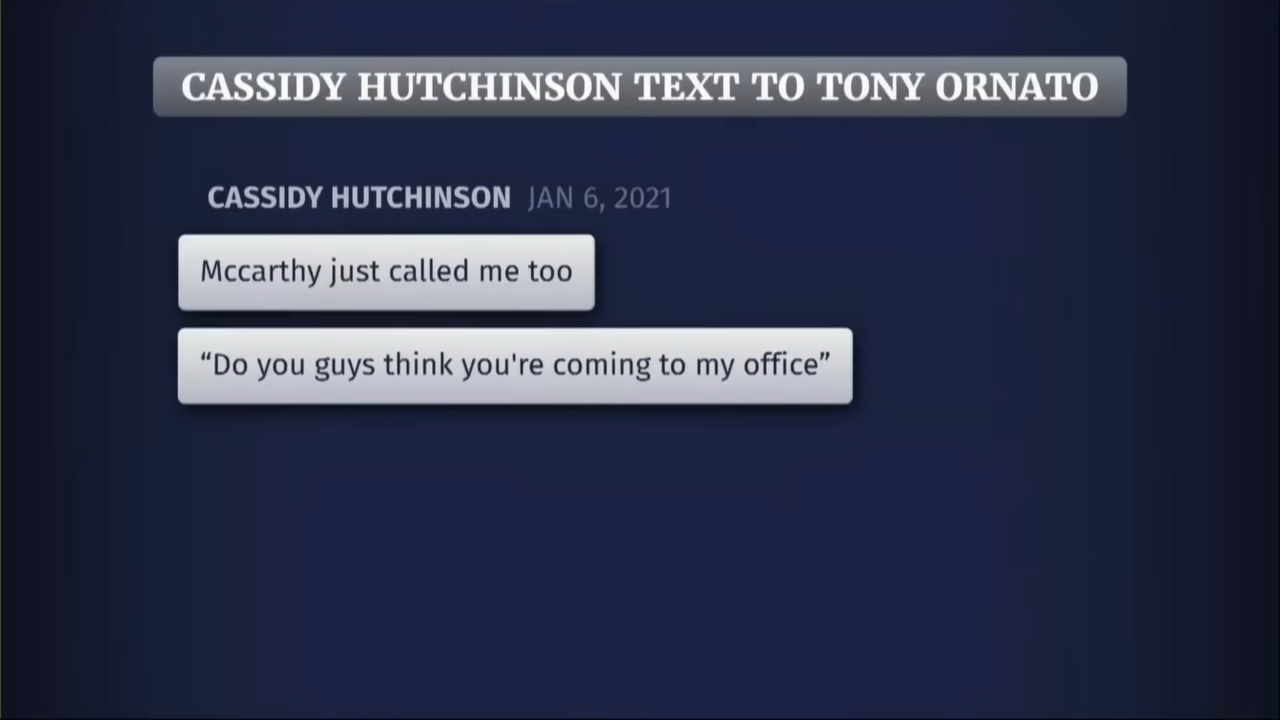 CASSIDY HUTCHINSON TEXT TO TONY ORNATO
CASSIDY HUTCHINSON JAN 6, 2021
Mccarthy just called me too
“Do you guys think you're coming to my office”